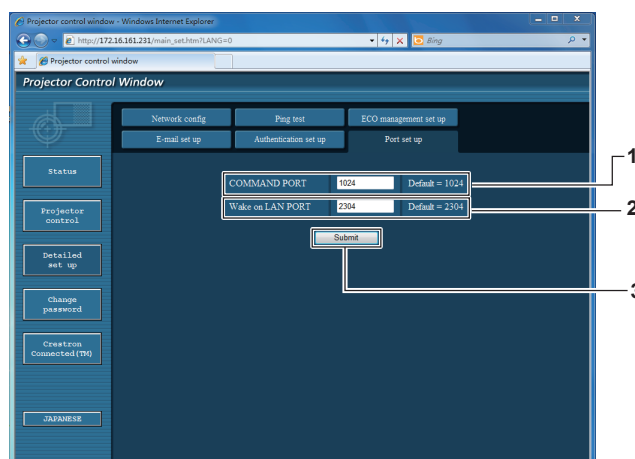 Projector control window - Windows Internet Explorer
http://172.16.161.231/main_set.htm?LANG=0
Bing
Projector control window
Projector Control Window
Network config Ping test ECO management set up
E-mail set up Authentication set up Port set up
Status
Projector
control
Detailed
set up
Change
password
Crestron
Connected(TM)
JAPANESE
COMMAND PORT 1024 Default = 1024
Wake on LAN PORT 2304 Default = 2304
Submit
1
2
3